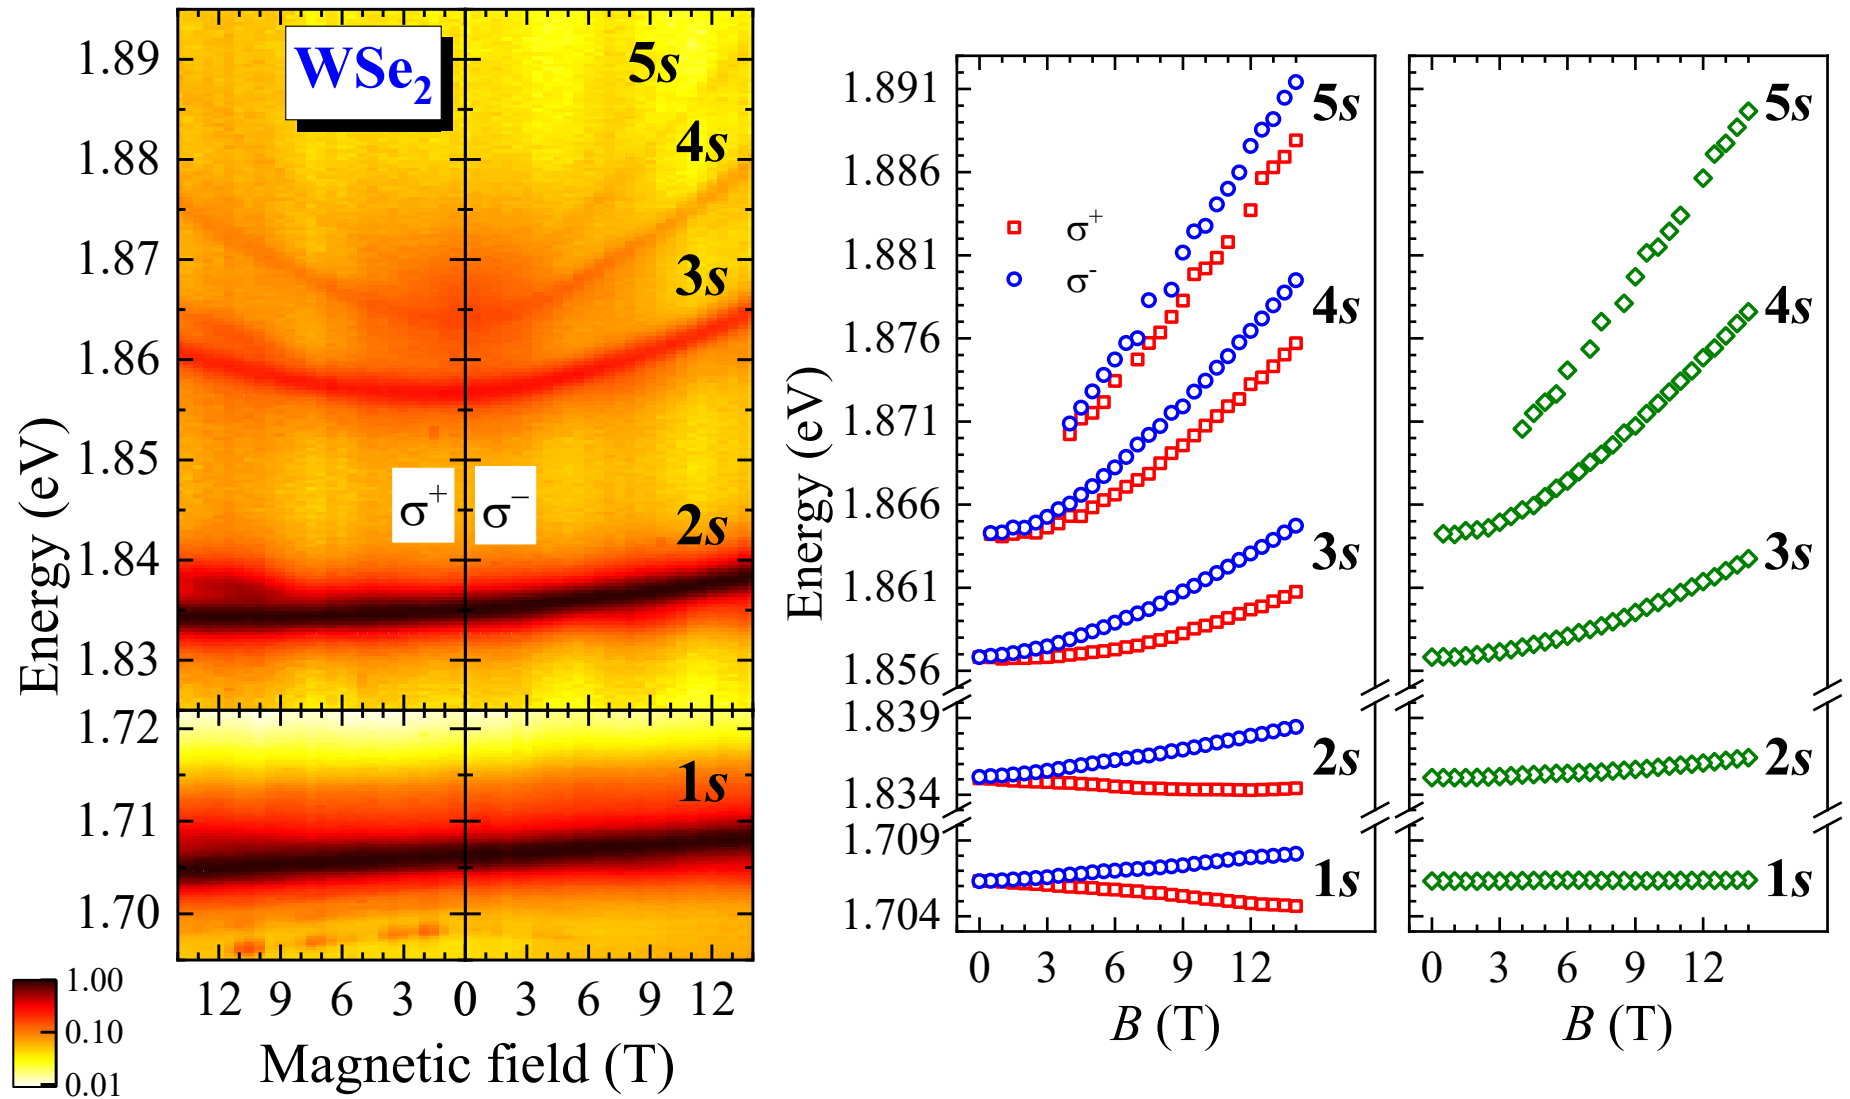 WSe2
5s
4s
3s
2s
1s
σ+
σ−
1.89
1.88
1.87
1.86
1.85
1.84
1.83
1.72
1.71
1.70
Energy (eV)
12 9 6 3 0 3 6 9 12
Magnetic field (T)
1.00
0.10
0.01
1.891
1.886
1.881
1.876
1.871
1.866
1.861
1.856
1.839
1.834
1.709
1.704
Energy (eV)
σ+
σ-
5s
4s
3s
2s
1s
0 3 6 9 12
B (T)
5s
4s
3s
2s
1s
0 3 6 9 12
B (T)